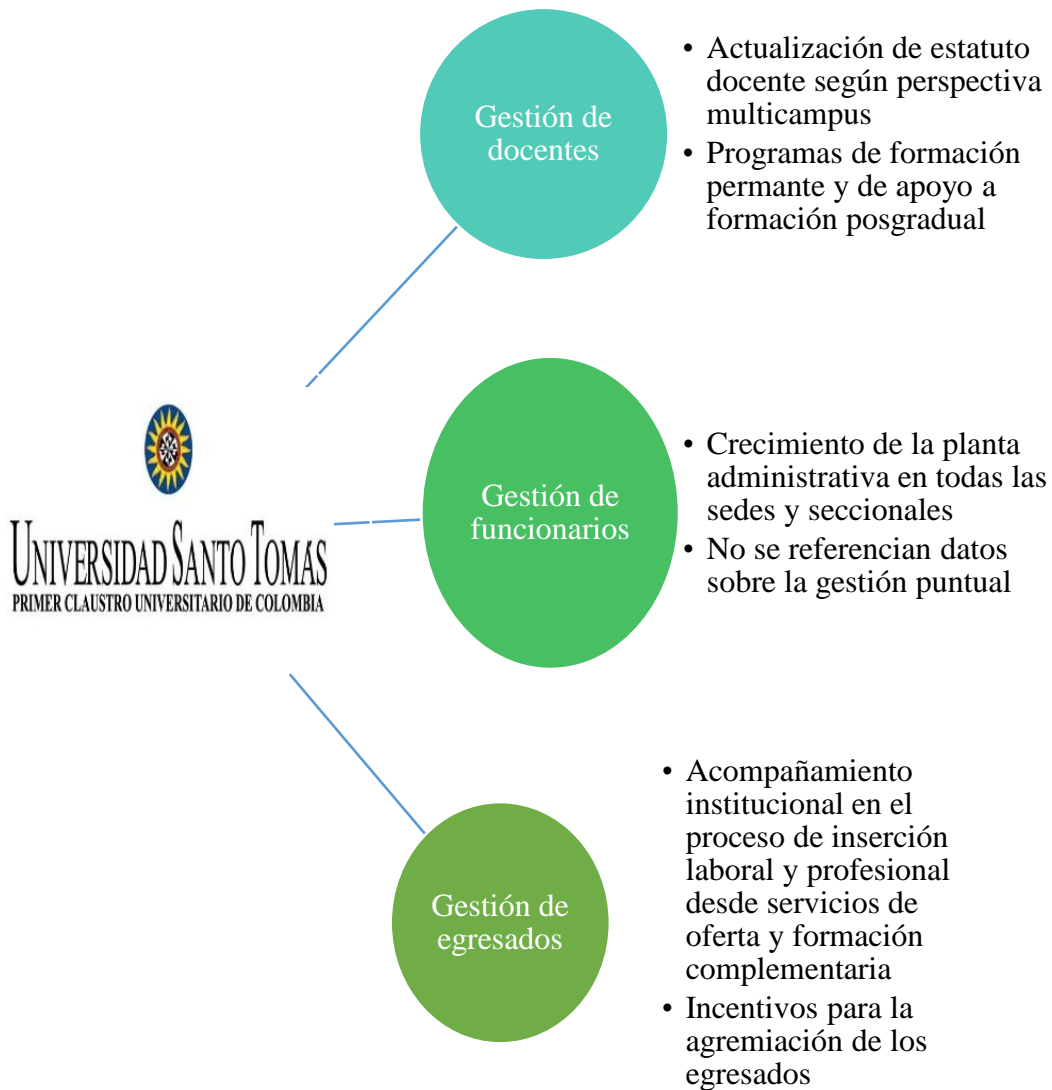 Gestión de
docentes
• Actualización de estatuto
docente según perspectiva
multicampus
• Programas de formación
permante y de apoyo a
formación posgradual
UNIVERSIDAD SANTO TOMÁS
PRIMER CLAUSTRO UNIVERSITARIO DE COLOMBIA
Gestión de
funcionarios
• Crecimiento de la planta
administrativa en todas las
sedes y seccionales
• No se referencian datos
sobre la gestión puntual
Gestión de
egresados
• Acompañamiento
institucional en el
proceso de inserción
laboral y profesional
desde servicios de
oferta y formación
complementaria
• Incentivos para la
agremiación de los
egresados